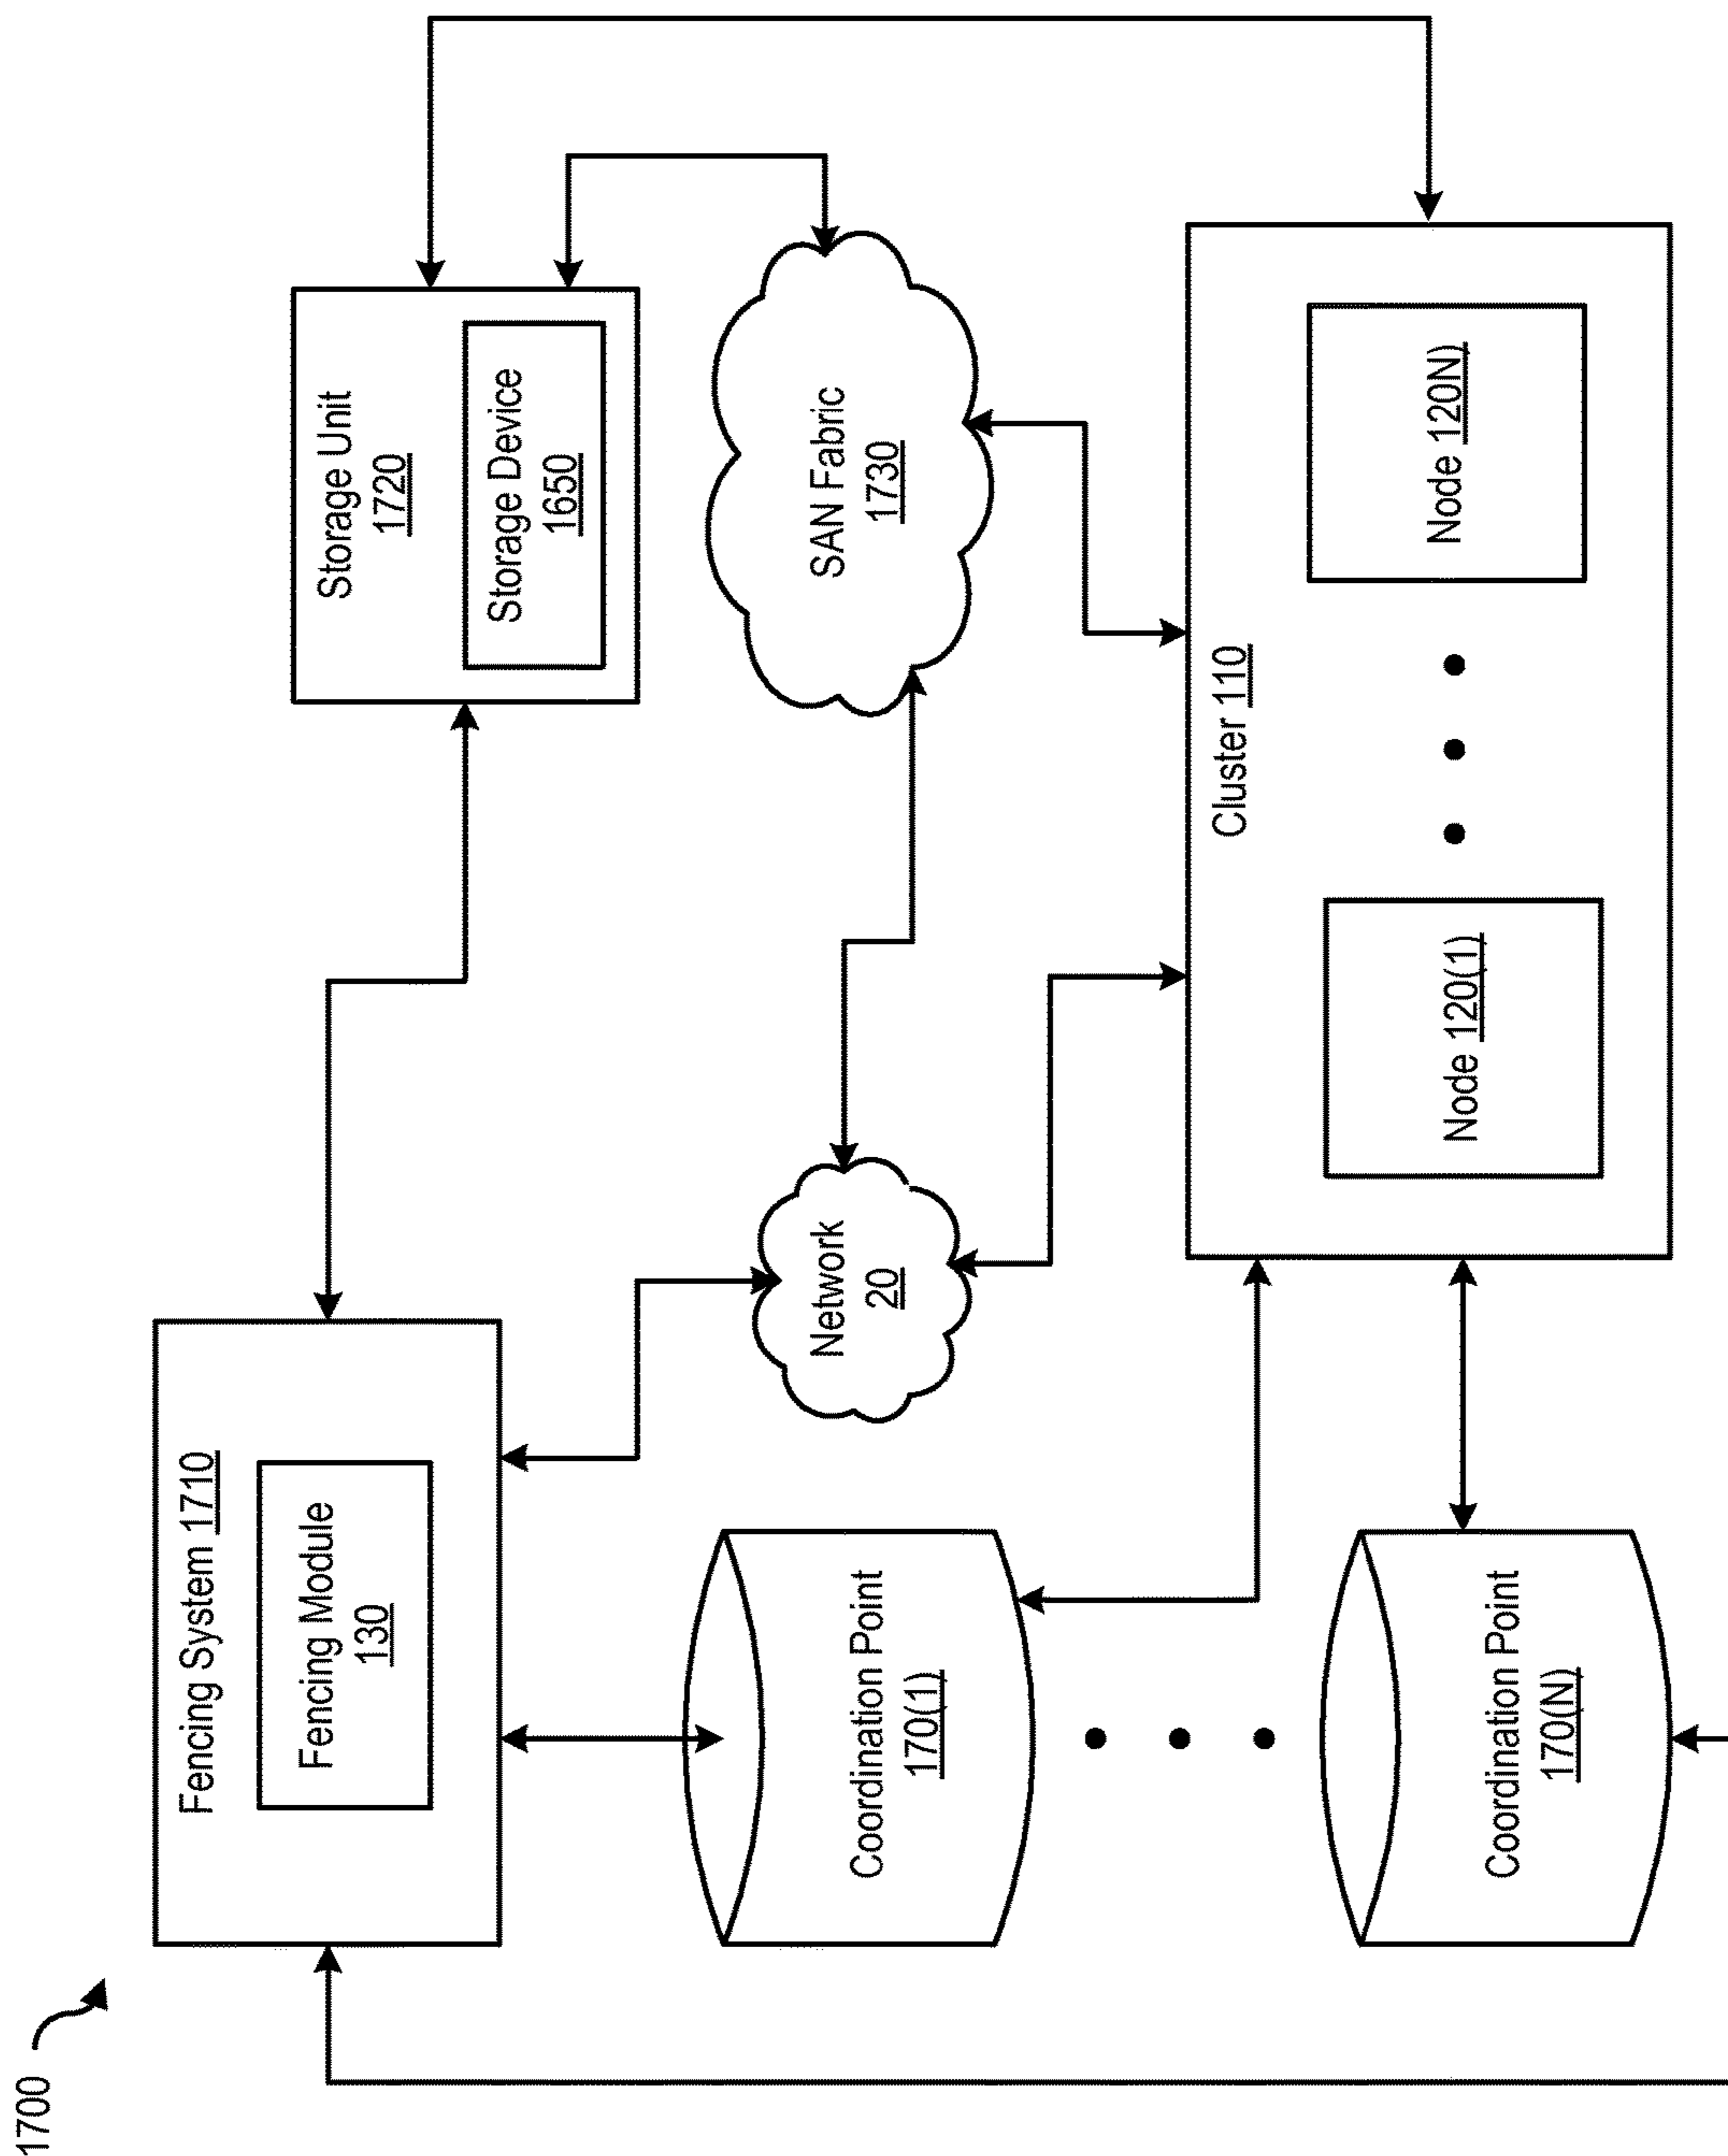 1700
Fencing System 1710
Fencing Module
130
Storage Unit
1720
Storage Device
1650
Network
20
SAN Fabric
1730
Coordination Point
170(1)
Coordination Point
170(N)
Cluster 110
Node 120(1)
Node 120N)